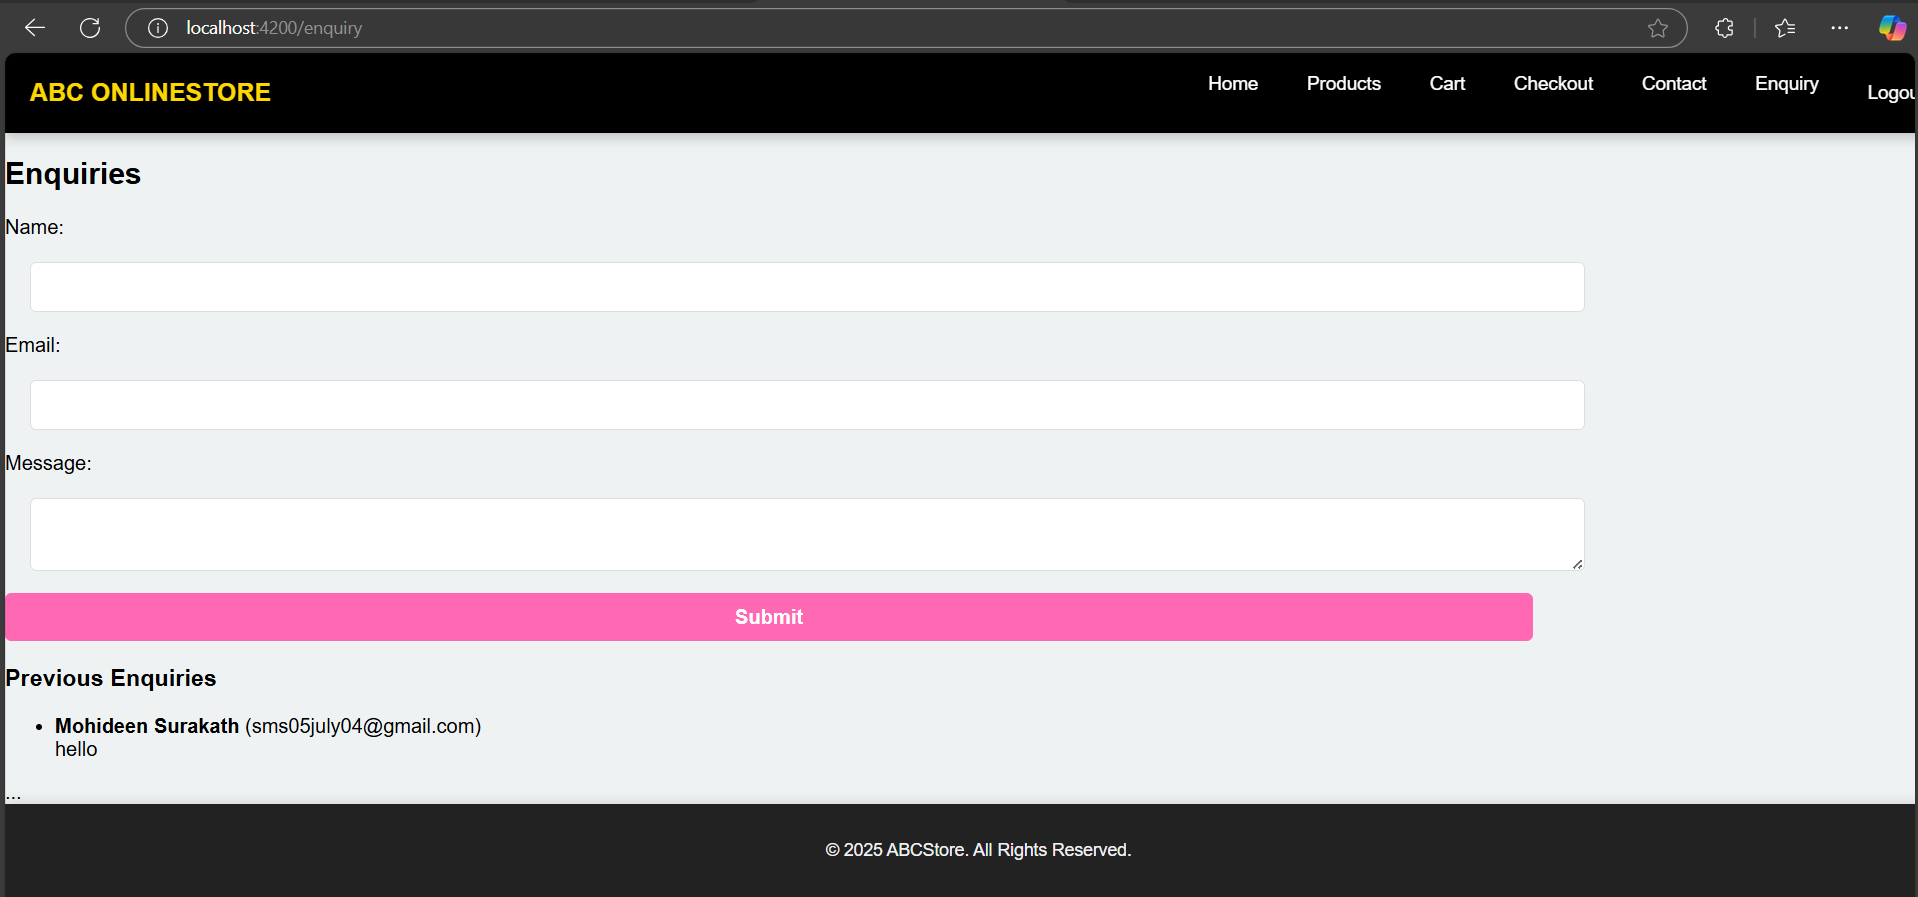 localhost:4200/enquiry
ABC ONLINESTORE
Home Products Cart Checkout Contact Enquiry Logou
Enquiries
Name:
Email:
Message:
Submit
Previous Enquiries
• Mohideen Surakath (sms05july04@gmail.com)
hello
...
© 2025 ABCStore. All Rights Reserved.